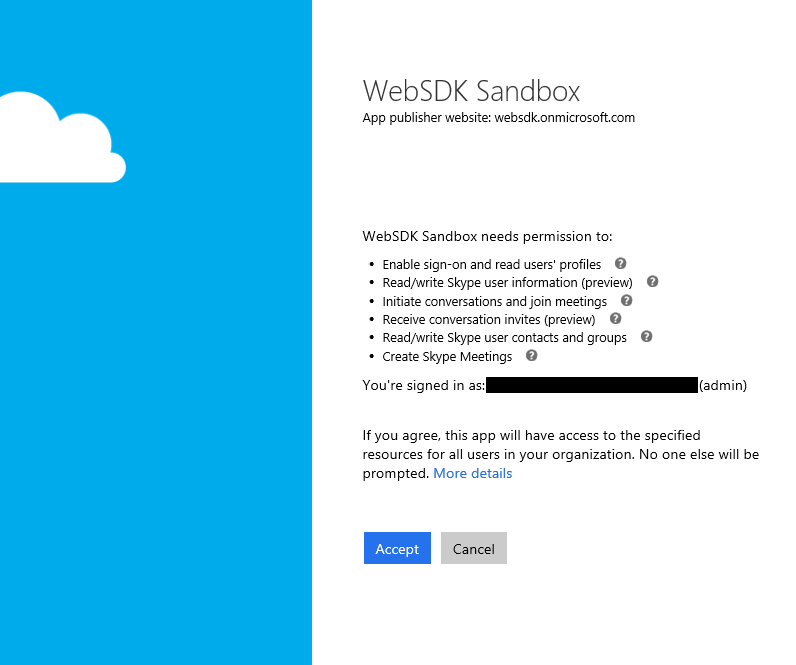 WebSDK Sandbox
App publisher website: websdk.onmicrosoft.com
WebSDK Sandbox needs permission to:
• Enable sign-on and read users' profiles ?
• Read/write Skype user information (preview) ?
• Initiate conversations and join meetings ?
• Receive conversation invites (preview) ?
• Read/write Skype user contacts and groups ?
• Create Skype Meetings ?
You're signed in as: (admin)
If you agree, this app will have access to the specified
resources for all users in your organization. No one else will be
prompted. More details
Accept Cancel